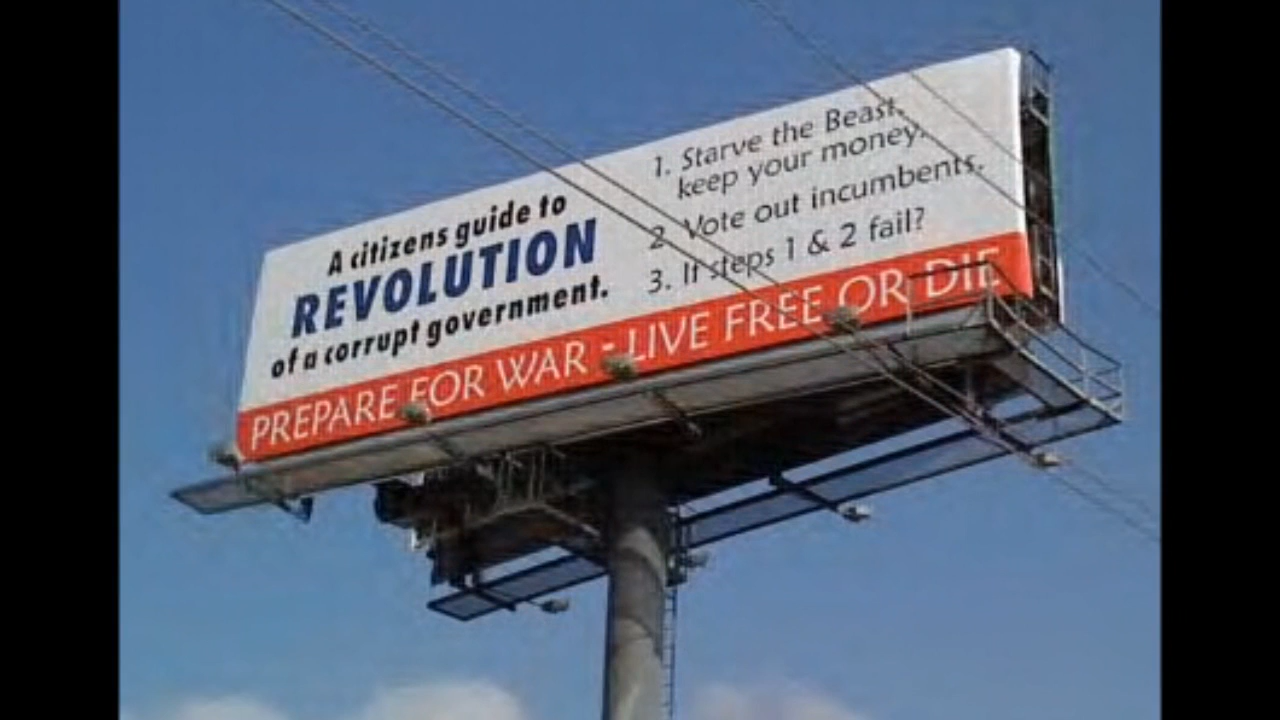 A citizens guide to
REVOLUTION
of a corrupt government.
1. Starve the Beast,
keep your money.
2. Vote out incumbents.
3. If steps 1 & 2 fail?
PREPARE FOR WAR - LIVE FREE OR DIE